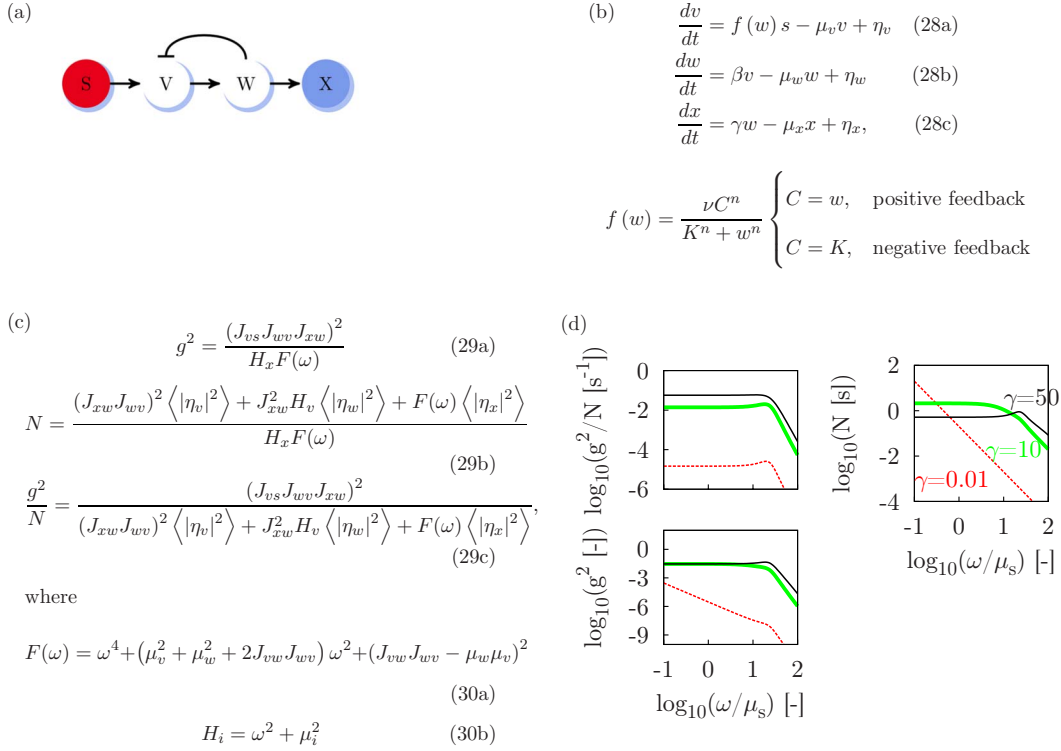 (a)
S V W X
(b)
dv/dt = f (w) s − μ_v v + η_v (28a)
dw/dt = βv − μ_w w + η_w (28b)
dx/dt = γw − μ_x x + η_x, (28c)
f (w) = νC^n / (K^n + w^n) { C = w, positive feedback
C = K, negative feedback
(c)
g^2 = (J_vs J_wv J_xw)^2 / (H_x F(ω)) (29a)
N = ((J_xw J_wv)^2 ⟨|η_v|^2⟩ + J_xw^2 H_v ⟨|η_w|^2⟩ + F(ω) ⟨|η_x|^2⟩) / (H_x F(ω))
(29b)
g^2/N = (J_vs J_wv J_xw)^2 / ((J_xw J_wv)^2 ⟨|η_v|^2⟩ + J_xw^2 H_v ⟨|η_w|^2⟩ + F(ω) ⟨|η_x|^2⟩),
(29c)
where
F(ω) = ω^4 + (μ_v^2 + μ_w^2 + 2J_vw J_wv) ω^2 + (J_vw J_wv − μ_w μ_v)^2
(30a)
H_i = ω^2 + μ_i^2 (30b)
(d)
log10(g^2/N [s^-1])
0
-2
-4
-6
log10(g^2 [-])
0
-3
-6
-9
-1 0 1 2
log10(ω/μ_s) [-]
log10(N [s])
2
0
-2
-4
γ=50
γ=10
γ=0.01
-1 0 1 2
log10(ω/μ_s) [-]